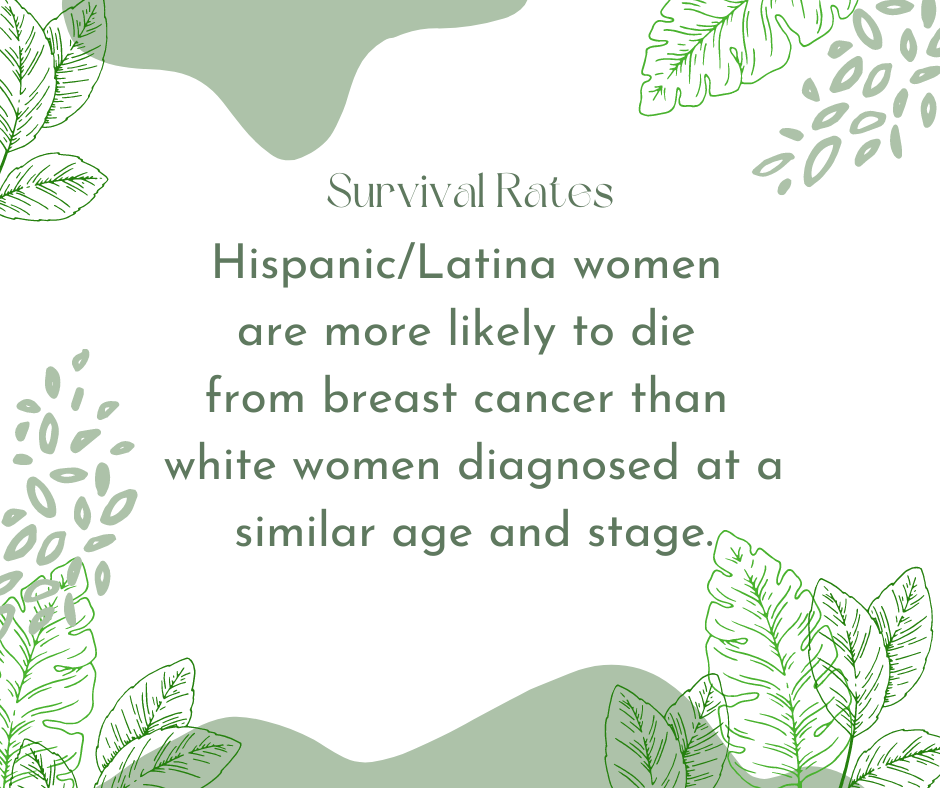 Survival Rates
Hispanic/Latina women
are more likely to die
from breast cancer than
white women diagnosed at a
similar age and stage.